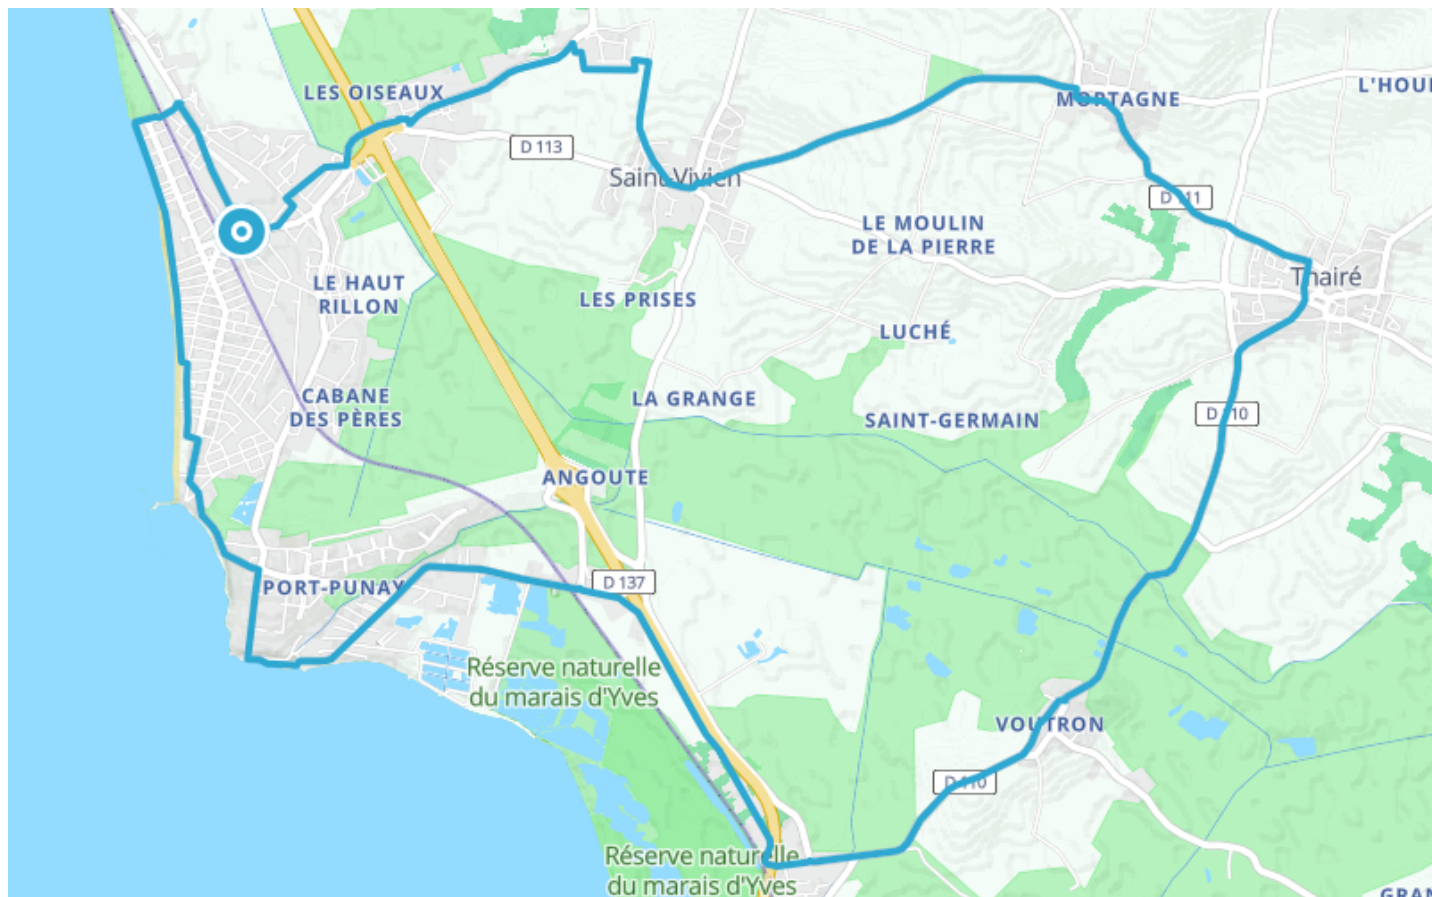 LES OISEAUX
MORTAGNE
D 113
Saint-Vivien
D 111
LE MOULIN
DE LA PIERRE
Thairé
LE HAUT
RILLON
LES PRISES
LUCHÉ
CABANE
DES PÈRES
LA GRANGE
SAINT-GERMAIN
D 110
ANGOUTE
D 137
PORT-PUNAY
Réserve naturelle
du marais d'Yves
VOUTRON
D 110
Réserve naturelle
du marais d'Yves